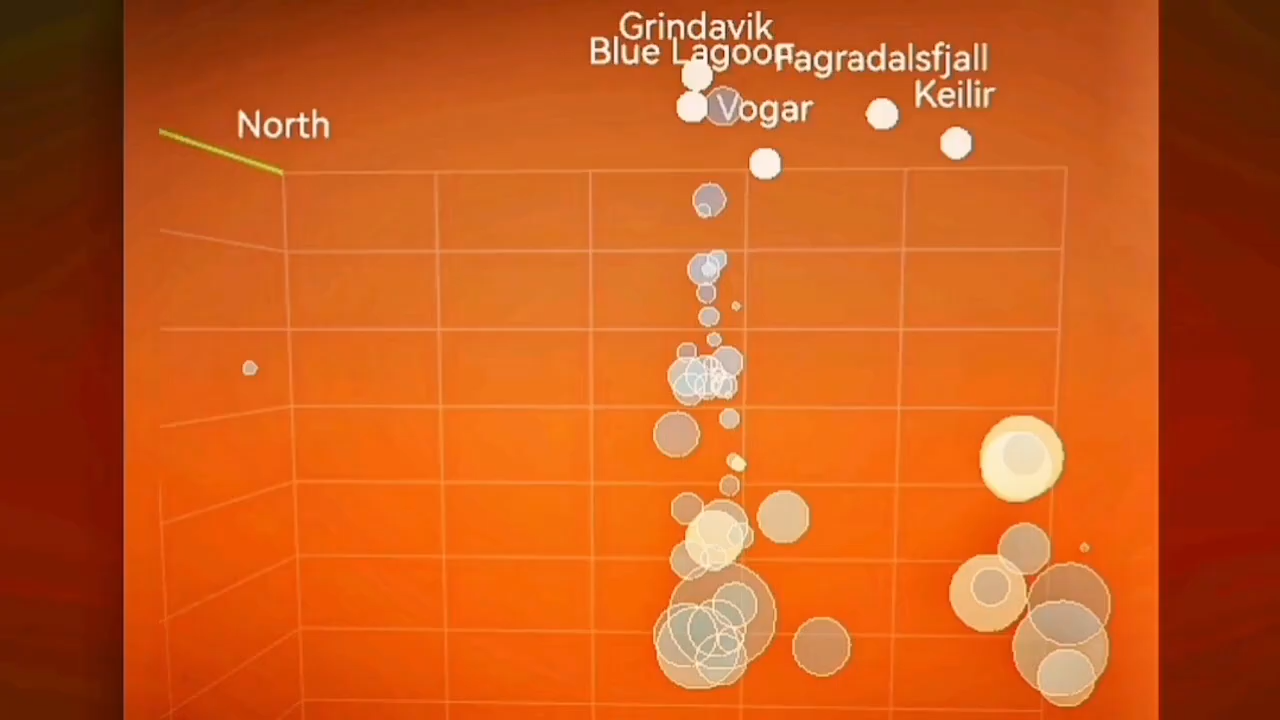 Grindavik
Blue Lagoon
Fagradalsfjall
Keilir
Vogar
North